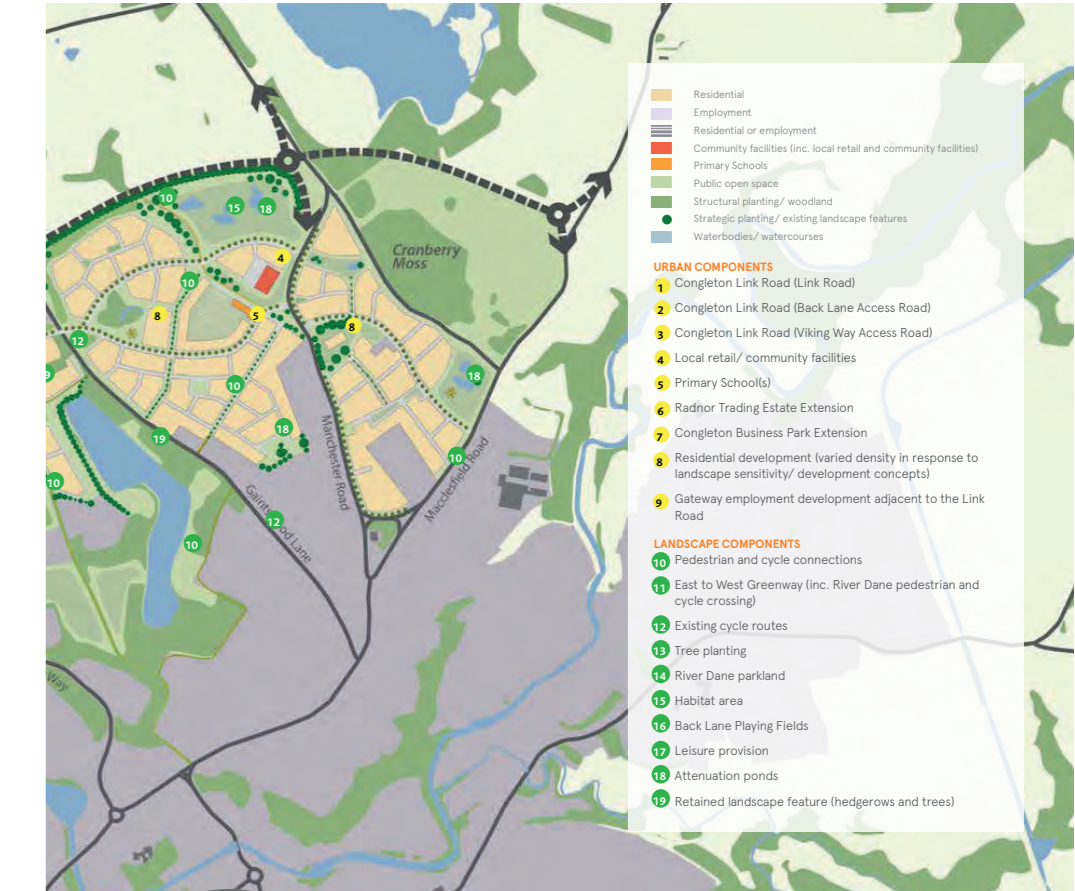 Residential
Employment
Residential or employment
Community facilities (inc. local retail and community facilities)
Primary Schools
Public open space
Structural planting/ woodland
Strategic planting/ existing landscape features
Waterbodies/ watercourses
URBAN COMPONENTS
1 Congleton Link Road (Link Road)
2 Congleton Link Road (Back Lane Access Road)
3 Congleton Link Road (Viking Way Access Road)
4 Local retail/ community facilities
5 Primary School(s)
6 Radnor Trading Estate Extension
7 Congleton Business Park Extension
8 Residential development (varied density in response to
landscape sensitivity/ development concepts)
9 Gateway employment development adjacent to the Link
Road
LANDSCAPE COMPONENTS
10 Pedestrian and cycle connections
11 East to West Greenway (inc. River Dane pedestrian and
cycle crossing)
12 Existing cycle routes
13 Tree planting
14 River Dane parkland
15 Habitat area
16 Back Lane Playing Fields
17 Leisure provision
18 Attenuation ponds
19 Retained landscape feature (hedgerows and trees)
10
15
18
4
Cranberry
Moss
10
8
5
8
12
9
10
18
19
18
Manchester Road
10
Macclesfield Road
10
12
Lane
10
Way